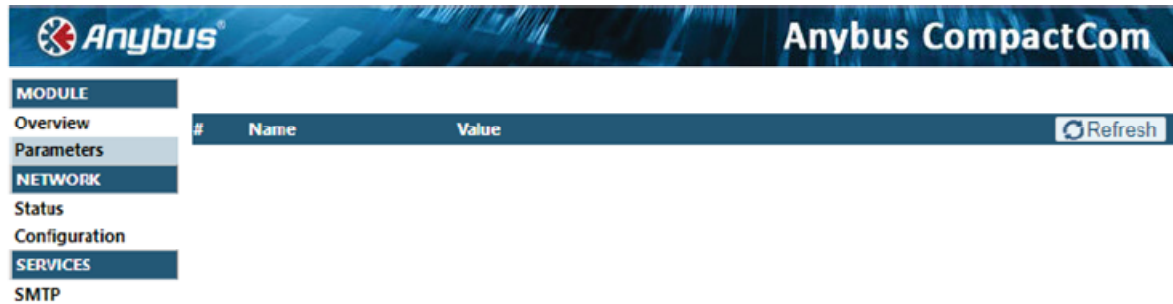 Anybus®
Anybus CompactCom
MODULE
Overview
Parameters
NETWORK
Status
Configuration
SERVICES
SMTP
# Name Value Refresh